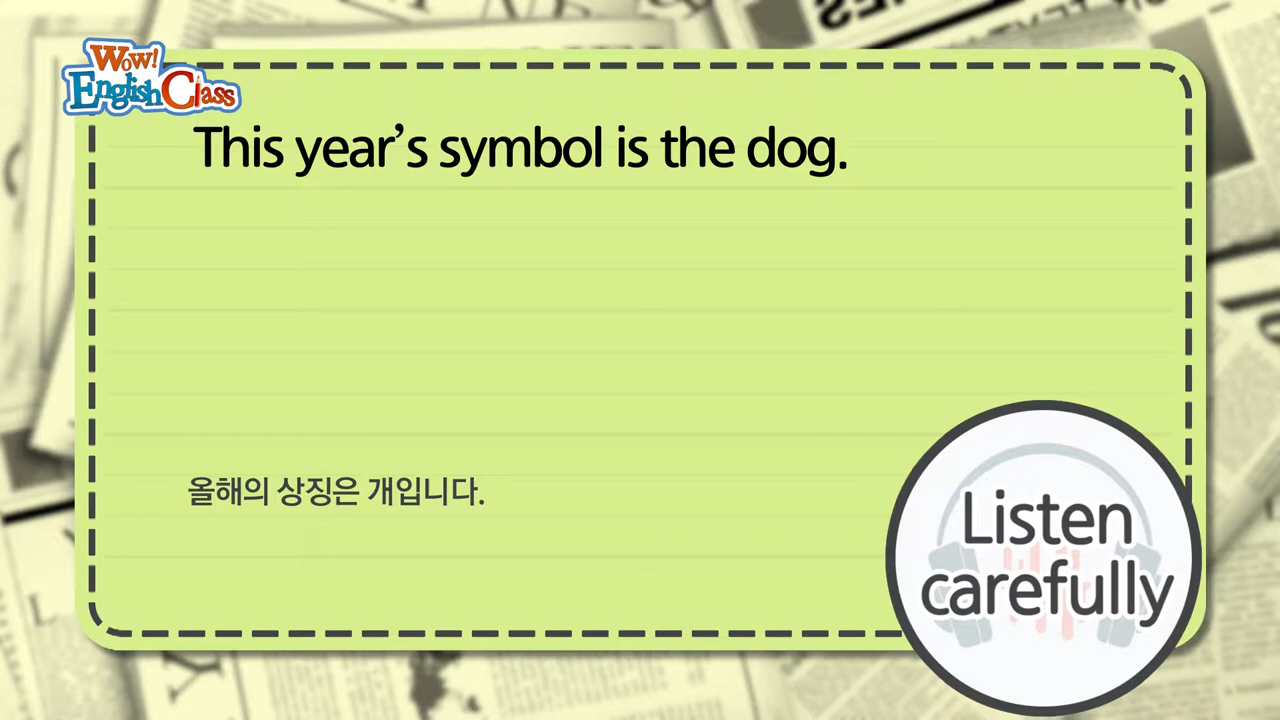 Wow!
English Class
This year’s symbol is the dog.
올해의 상징은 개입니다.
Listen
carefully